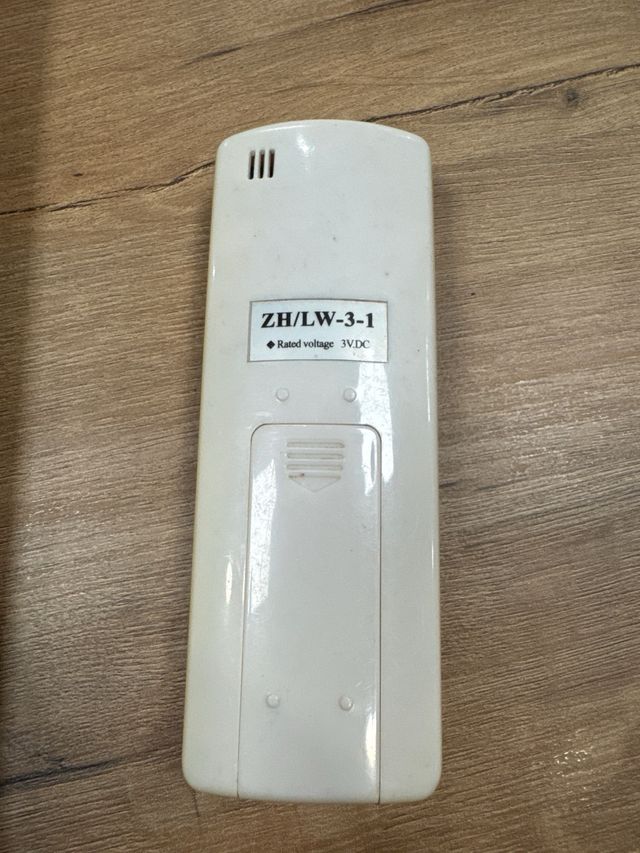 ZH/LW-3-1
◆ Rated voltage 3V.DC